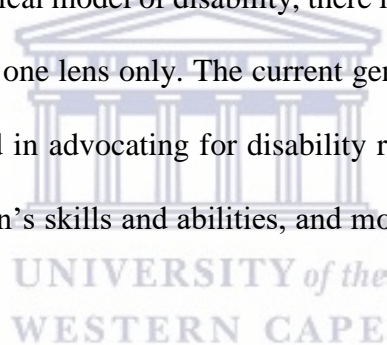 ical model of disability, there
one lens only. The current gen
d in advocating for disability r
n's skills and abilities, and mo
UNIVERSITY of the
WESTERN CAPE